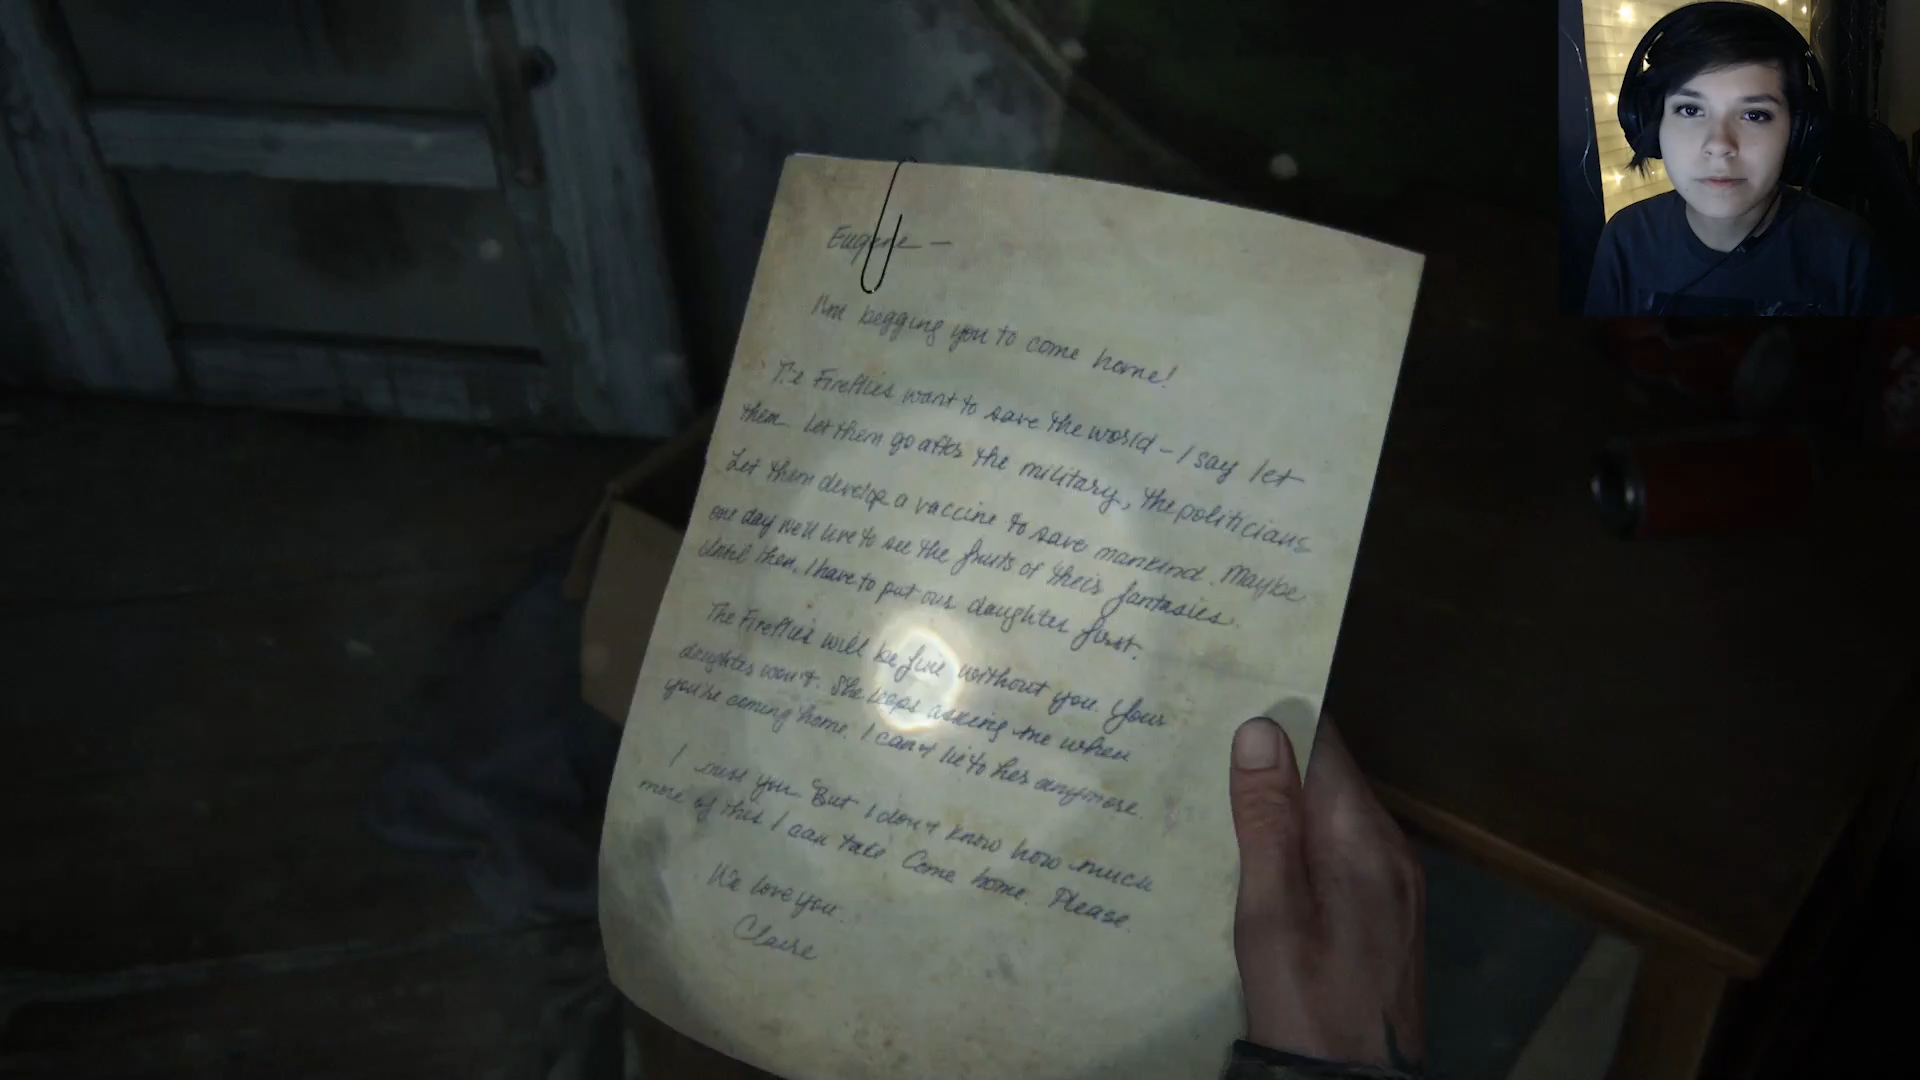 Eugene —
I'm begging you to come home!
The Fireflies want to save the world - I say let
them. Let them go after the military, the politicians
Let them develop a vaccine to save mankind. Maybe
one day we'll live to see the fruits of their fantasies.
Until then, I have to put our daughter first.
The Fireflies will be fine without you. Your
daughter won't. She keeps asking me when
you're coming home. I can't lie to her anymore.
I miss you. But I don't know how much
more of this I can take. Come home. Please.
We love you.
Claire